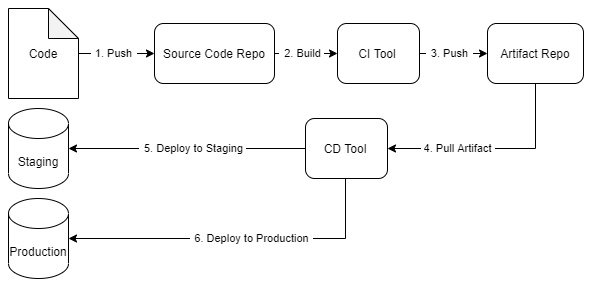 Code
1. Push
Source Code Repo
2. Build
CI Tool
3. Push
Artifact Repo
Staging
5. Deploy to Staging
CD Tool
4. Pull Artifact
Production
6. Deploy to Production